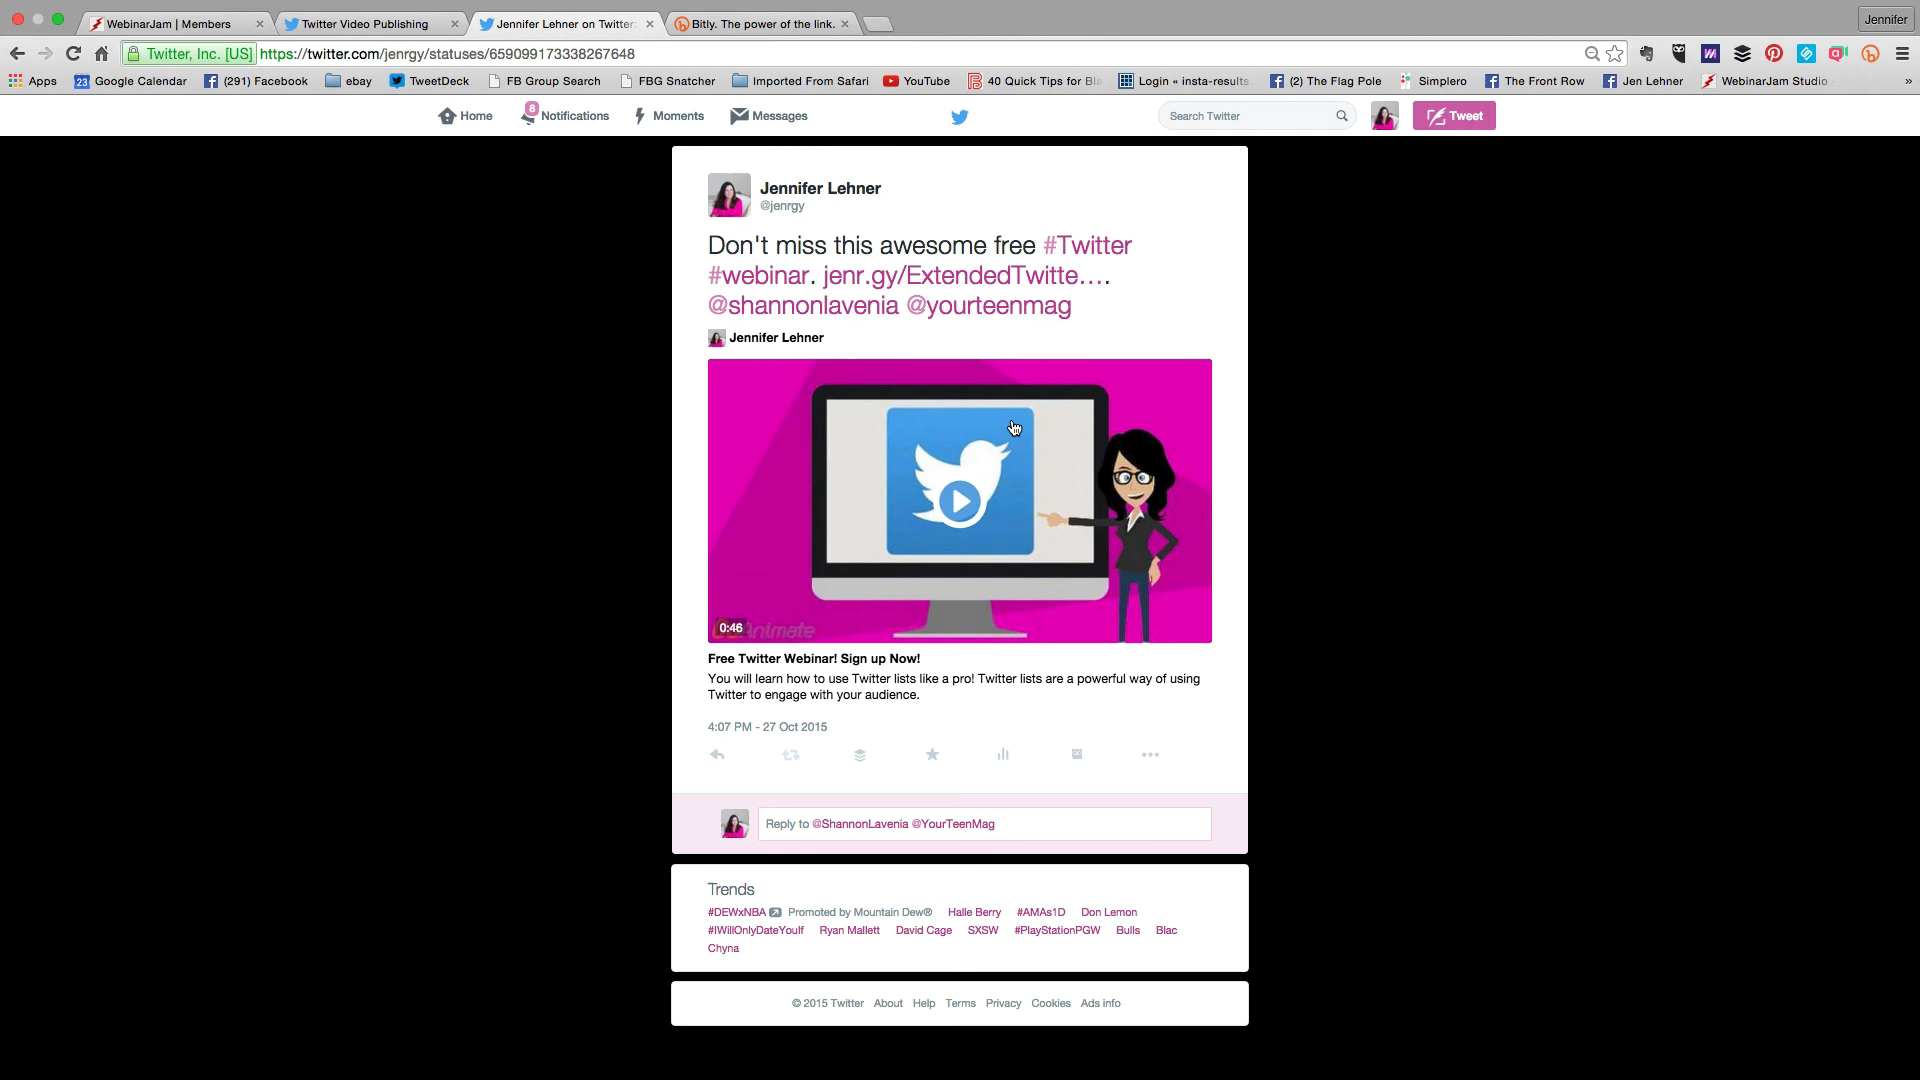 WebinarJam | Members
Twitter Video Publishing
Jennifer Lehner on Twitter:
Bitly. The power of the link.
Jennifer
Twitter, Inc. [US] https://twitter.com/jenrgy/statuses/659099173338267648
Apps 23 Google Calendar (291) Facebook ebay TweetDeck FB Group Search FBG Snatcher Imported From Safari YouTube 40 Quick Tips for Bla Login « insta-results (2) The Flag Pole Simplero The Front Row Jen Lehner WebinarJam Studio »
Home 8 Notifications Moments Messages Search Twitter Tweet
Jennifer Lehner
@jenrgy
Don't miss this awesome free #Twitter
#webinar. jenr.gy/ExtendedTwitte….
@shannonlavenia @yourteenmag
Jennifer Lehner
0:46
Free Twitter Webinar! Sign up Now!
You will learn how to use Twitter lists like a pro! Twitter lists are a powerful way of using
Twitter to engage with your audience.
4:07 PM - 27 Oct 2015
Reply to @ShannonLavenia @YourTeenMag
Trends
#DEWxNBA Promoted by Mountain Dew® Halle Berry #AMAs1D Don Lemon
#IWillOnlyDateYouIf Ryan Mallett David Cage SXSW #PlayStationPGW Bulls Blac
Chyna
© 2015 Twitter About Help Terms Privacy Cookies Ads info